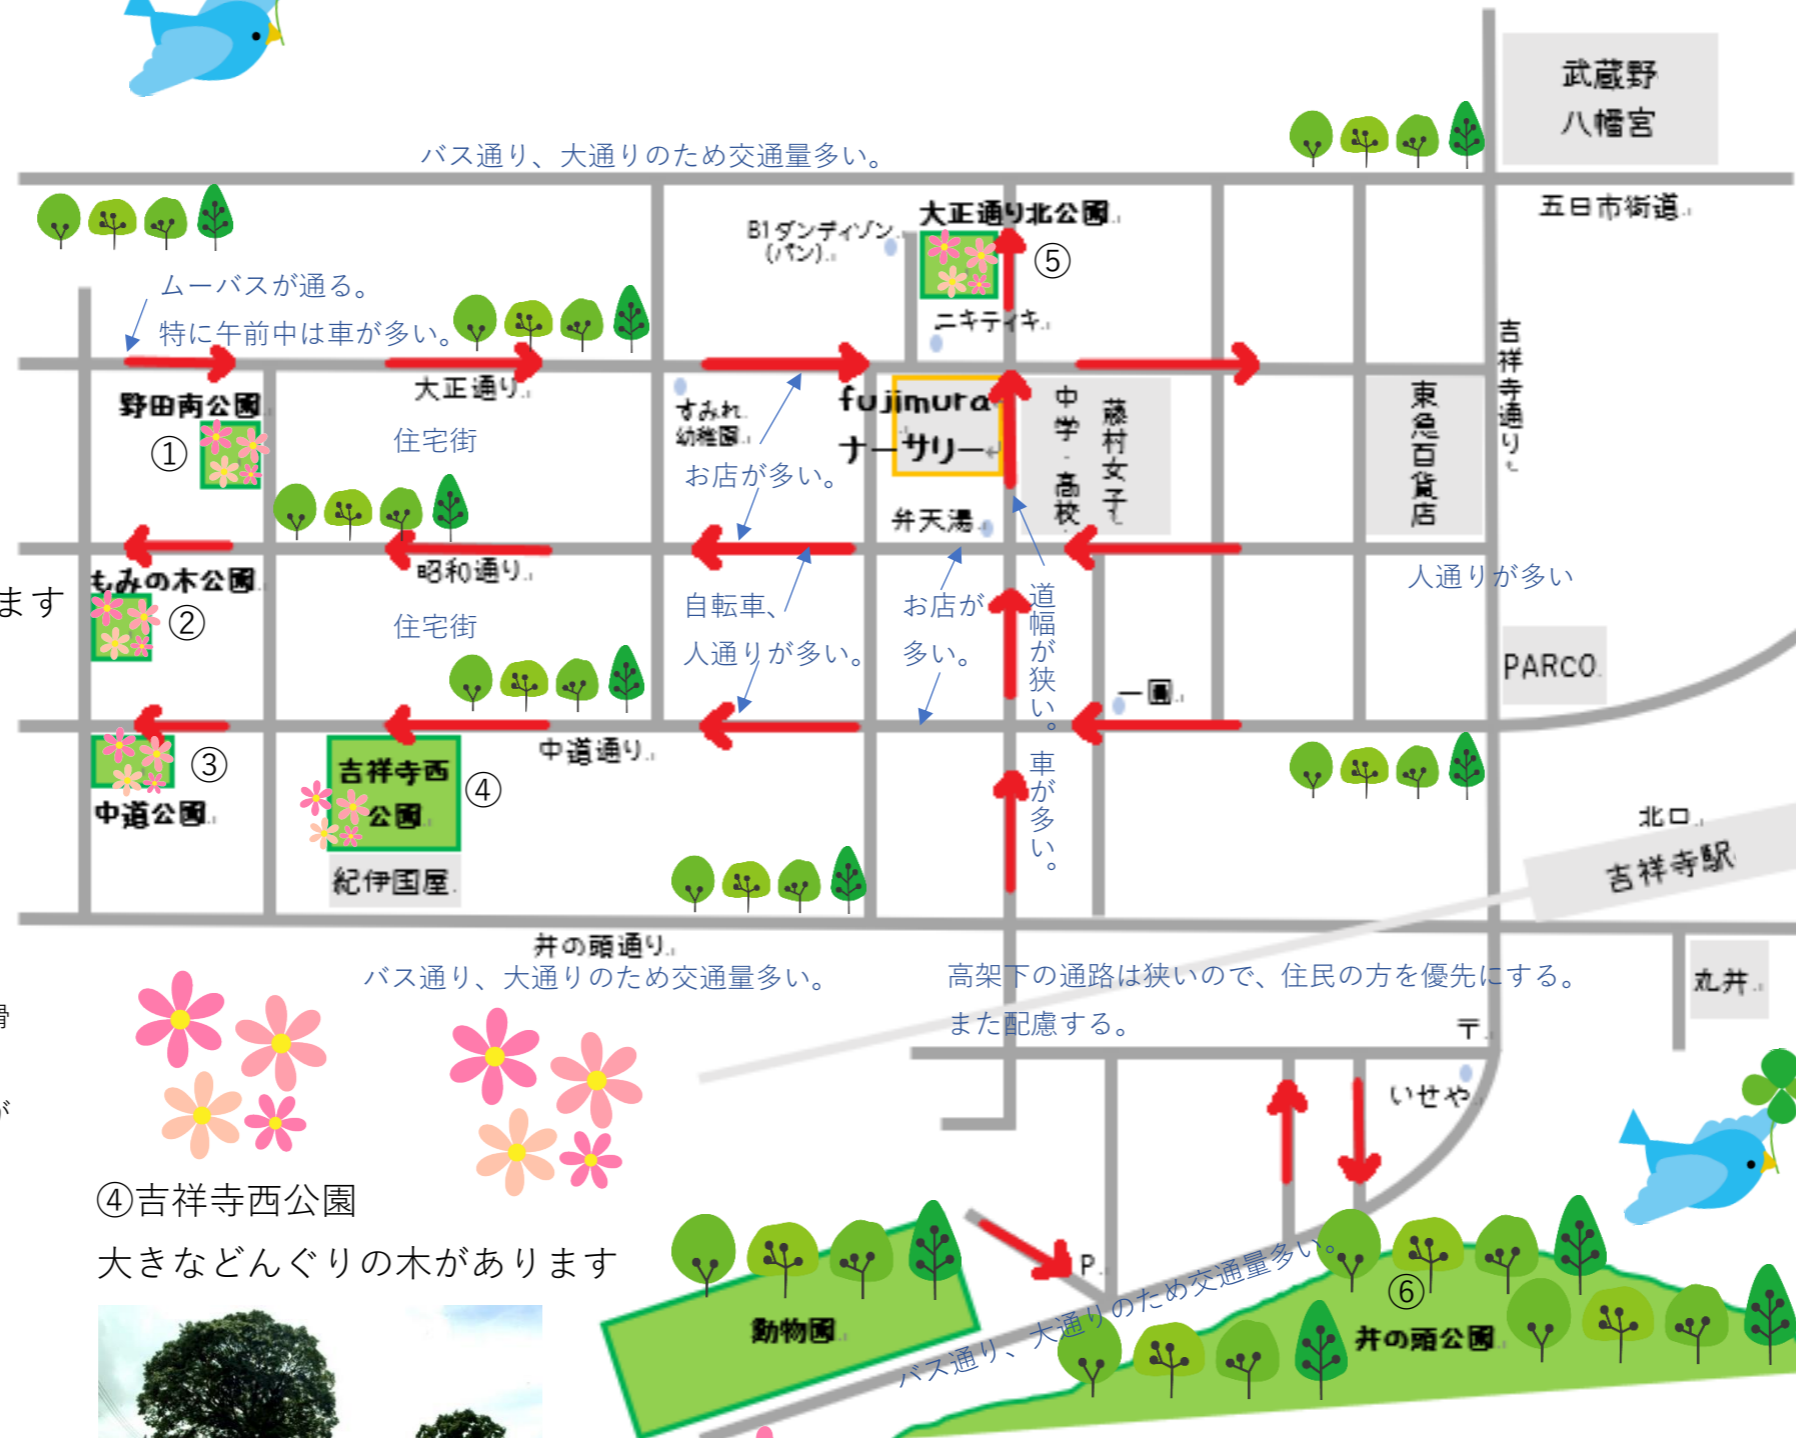 武蔵野
八幡宮
バス通り、大通りのため交通量多い。
五日市街道
大正通り北公園
B1ダンディゾン
(パン)
⑤
ムーバスが通る。
特に午前中は車が多い。
ニキティキ
吉祥寺通り
大正通り
野田南公園
①
住宅街
すみれ
幼稚園
fujimura
ナーサリー
中学・高校
藤村女子
東急百貨店
お店が多い。
弁天湯
昭和通り
人通りが多い
もみの木公園
ます
②
住宅街
自転車、
人通りが多い。
お店が
多い。
道幅が狭い。車が多い。
PARCO
一圓
中道通り
③
中道公園
吉祥寺西
公園
④
紀伊国屋
北口
吉祥寺駅
井の頭通り
バス通り、大通りのため交通量多い。
高架下の通路は狭いので、住民の方を優先にする。
また配慮する。
丸井
〒
いせや
④吉祥寺西公園
大きなどんぐりの木があります
P
バス通り、大通りのため交通量多い。
動物園
⑥
井の頭公園